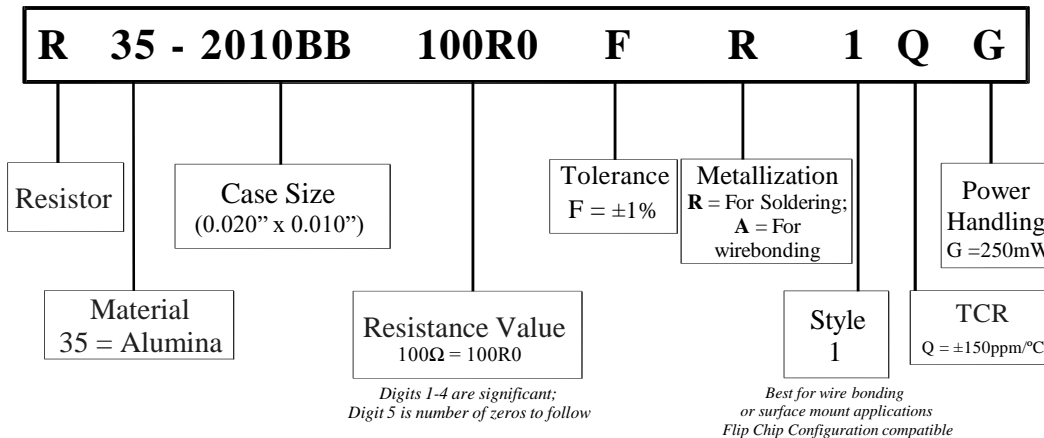 R 35 - 2010BB 100R0 F R 1 Q G
Resistor
Case Size
(0.020” x 0.010”)
Tolerance
F = ±1%
Metallization
R = For Soldering;
A = For
wirebonding
Power
Handling
G =250mW
Material
35 = Alumina
Resistance Value
100Ω = 100R0
Digits 1-4 are significant;
Digit 5 is number of zeros to follow
Style
1
Best for wire bonding
or surface mount applications
Flip Chip Configuration compatible
TCR
Q = ±150ppm/ºC